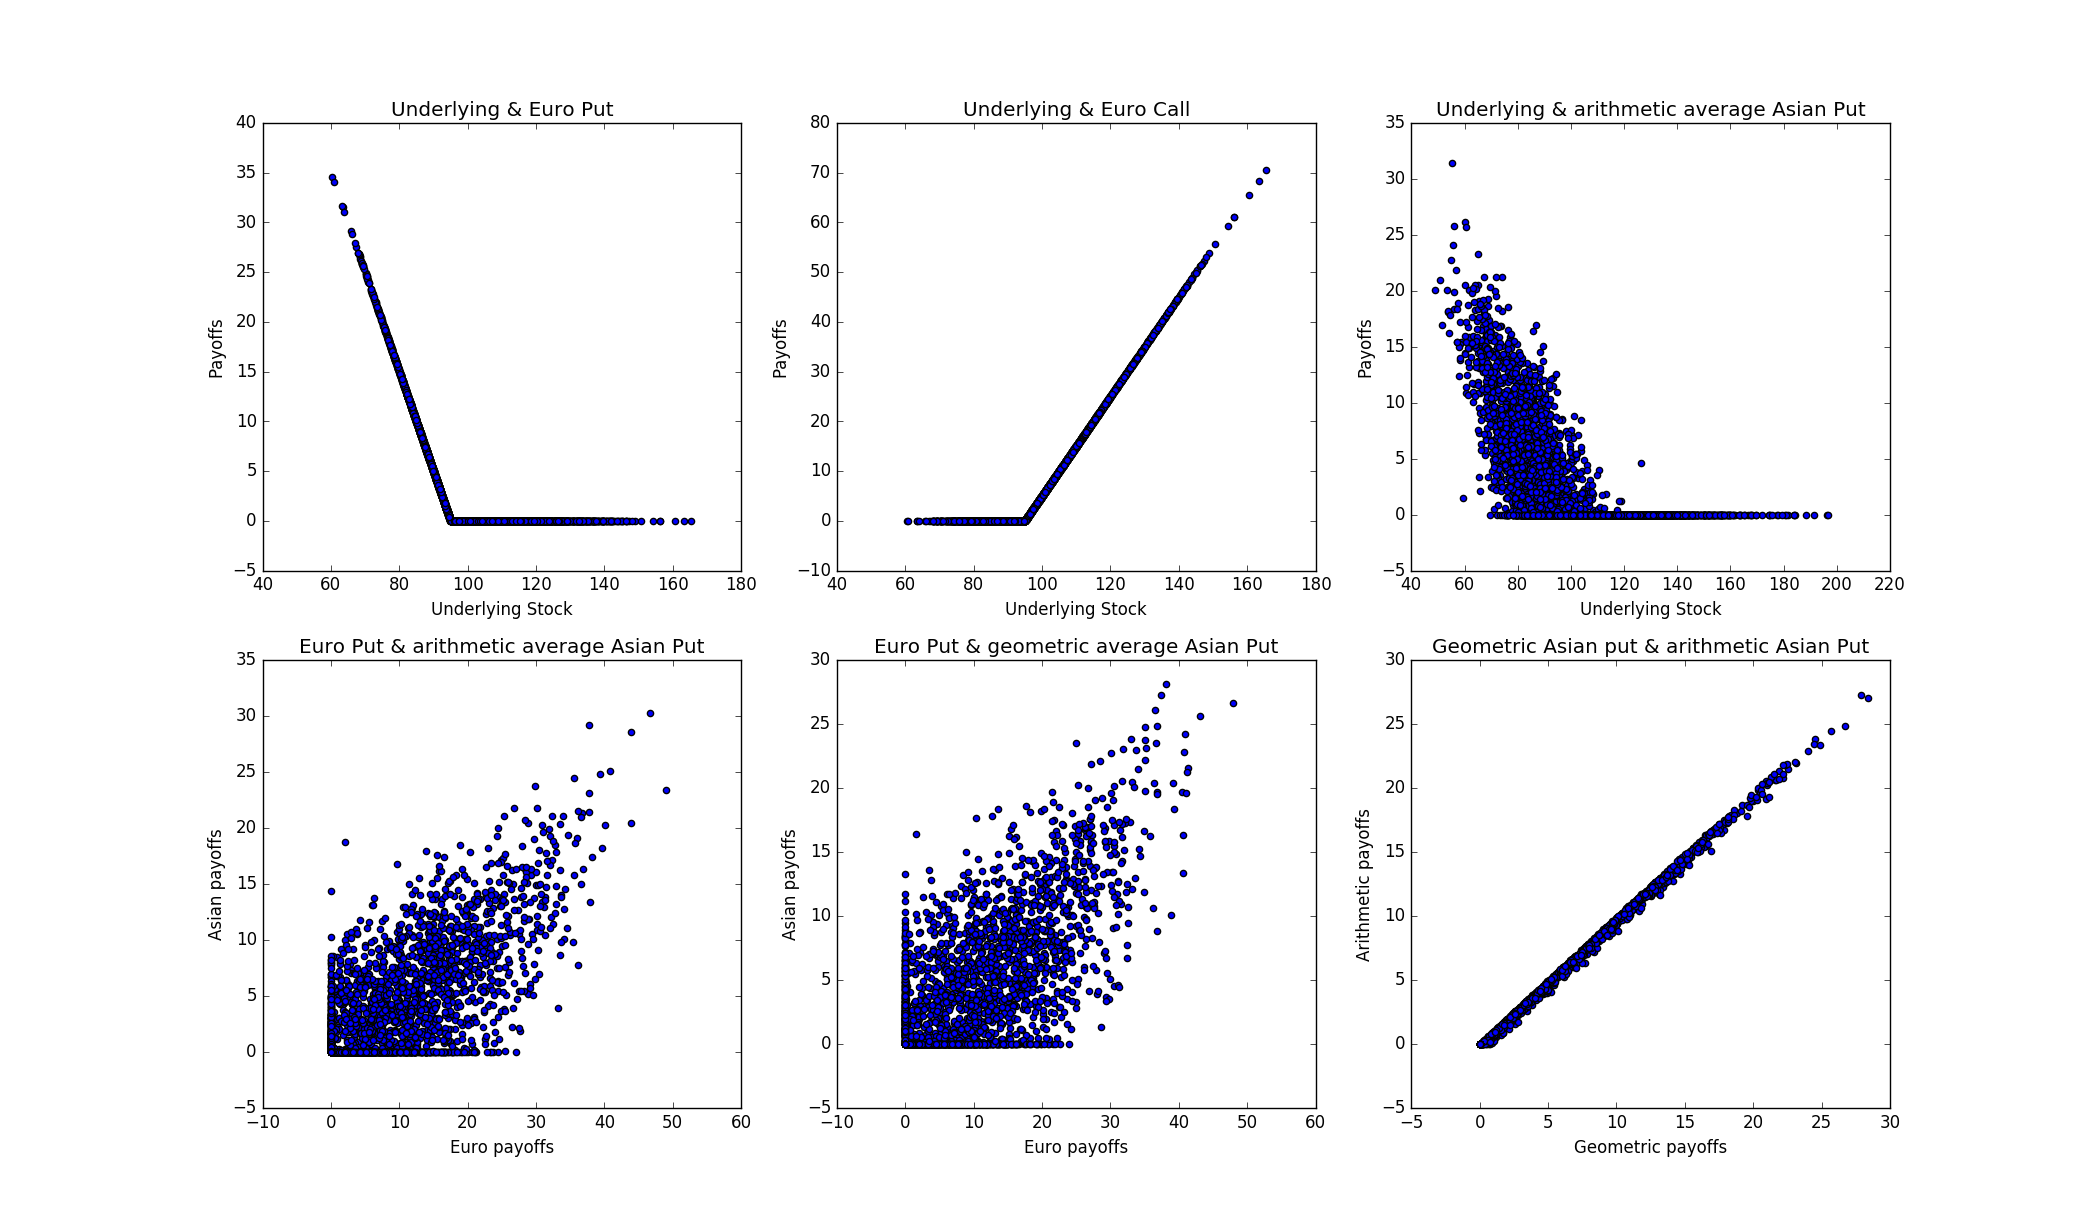 Underlying & Euro Put
40
35
30
25
20
15
10
5
0
−5
Payoffs
40 60 80 100 120 140 160 180
Underlying Stock
Underlying & Euro Call
80
70
60
50
40
30
20
10
0
−10
Payoffs
40 60 80 100 120 140 160 180
Underlying Stock
Underlying & arithmetic average Asian Put
35
30
25
20
15
10
5
0
−5
Payoffs
40 60 80 100 120 140 160 180 200 220
Underlying Stock
Euro Put & arithmetic average Asian Put
35
30
25
20
15
10
5
0
−5
Asian payoffs
−10 0 10 20 30 40 50 60
Euro payoffs
Euro Put & geometric average Asian Put
30
25
20
15
10
5
0
−5
Asian payoffs
−10 0 10 20 30 40 50 60
Euro payoffs
Geometric Asian put & arithmetic Asian Put
30
25
20
15
10
5
0
−5
Arithmetic payoffs
−5 0 5 10 15 20 25 30
Geometric payoffs